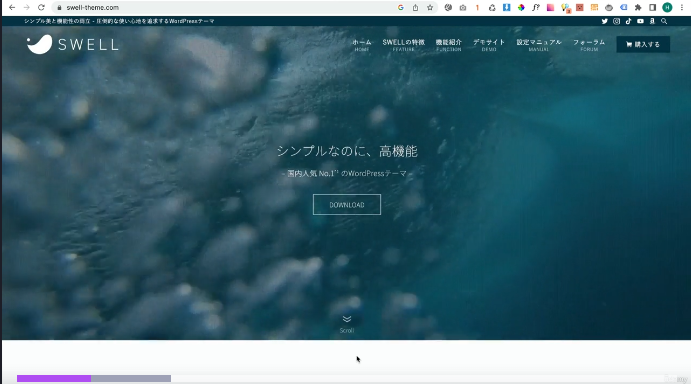 swell-theme.com
シンプル美と機能性の両立 - 圧倒的な使い心地を追求するWordPressテーマ
SWELL
ホーム SWELLの特徴 機能紹介 デモサイト 設定マニュアル フォーラム 購入する
HOME FEATURE FUNCTION DEMO MANUAL FORUM
シンプルなのに、高機能
- 国内人気 No.1 のWordPressテーマ -
DOWNLOAD
Scroll